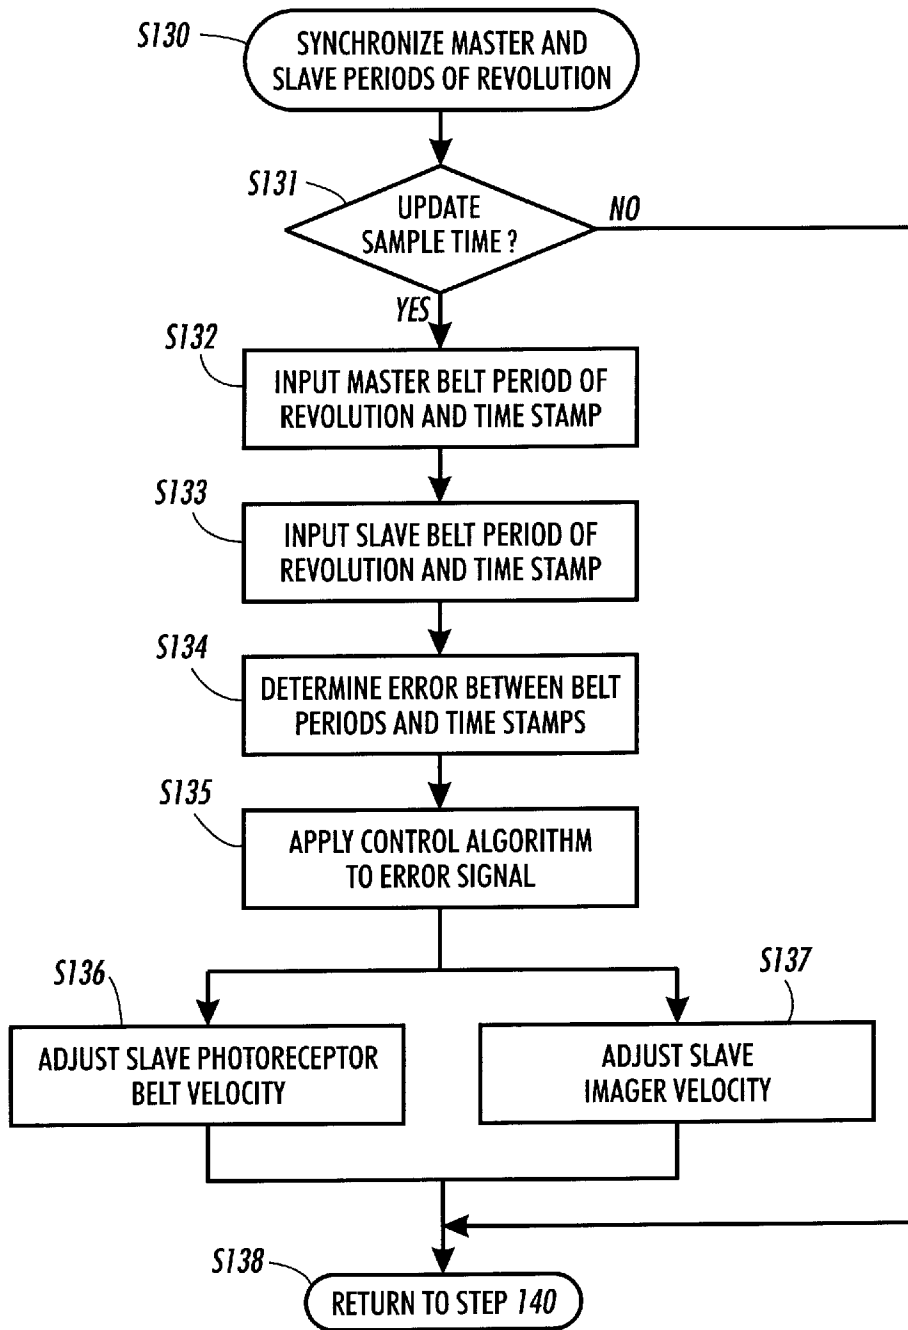 S130
SYNCHRONIZE MASTER AND
SLAVE PERIODS OF REVOLUTION
S131
UPDATE
SAMPLE TIME ?
NO
YES
S132
INPUT MASTER BELT PERIOD OF
REVOLUTION AND TIME STAMP
S133
INPUT SLAVE BELT PERIOD OF
REVOLUTION AND TIME STAMP
S134
DETERMINE ERROR BETWEEN BELT
PERIODS AND TIME STAMPS
S135
APPLY CONTROL ALGORITHM
TO ERROR SIGNAL
S136
ADJUST SLAVE PHOTORECEPTOR
BELT VELOCITY
S137
ADJUST SLAVE
IMAGER VELOCITY
S138
RETURN TO STEP 140